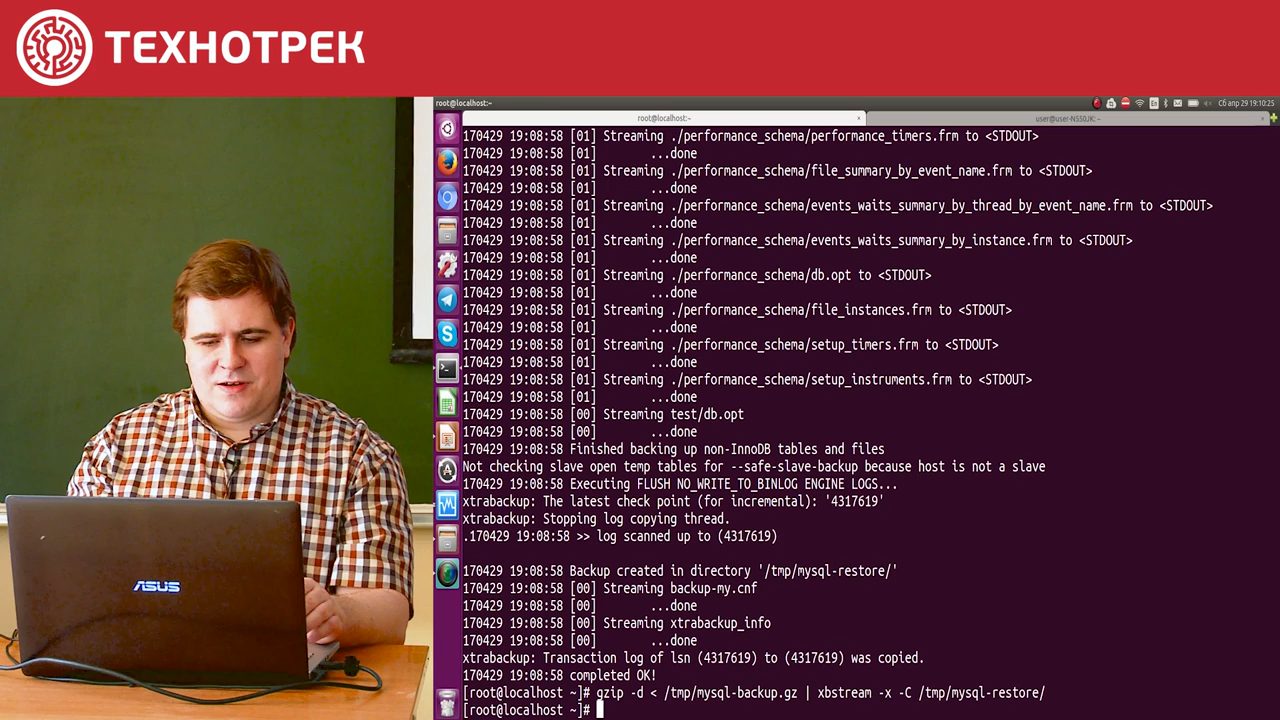 ТЕХНОТРЕК
root@localhost:~
En
Сб апр 29 19:10:25
root@localhost:~
user@user-N550JK: ~
170429 19:08:58 [01] Streaming ./performance_schema/performance_timers.frm to <STDOUT>
170429 19:08:58 [01]        ...done
170429 19:08:58 [01] Streaming ./performance_schema/file_summary_by_event_name.frm to <STDOUT>
170429 19:08:58 [01]        ...done
170429 19:08:58 [01] Streaming ./performance_schema/events_waits_summary_by_thread_by_event_name.frm to <STDOUT>
170429 19:08:58 [01]        ...done
170429 19:08:58 [01] Streaming ./performance_schema/events_waits_summary_by_instance.frm to <STDOUT>
170429 19:08:58 [01]        ...done
170429 19:08:58 [01] Streaming ./performance_schema/db.opt to <STDOUT>
170429 19:08:58 [01]        ...done
170429 19:08:58 [01] Streaming ./performance_schema/file_instances.frm to <STDOUT>
170429 19:08:58 [01]        ...done
170429 19:08:58 [01] Streaming ./performance_schema/setup_timers.frm to <STDOUT>
170429 19:08:58 [01]        ...done
170429 19:08:58 [01] Streaming ./performance_schema/setup_instruments.frm to <STDOUT>
170429 19:08:58 [01]        ...done
170429 19:08:58 [00] Streaming test/db.opt
170429 19:08:58 [00]        ...done
170429 19:08:58 Finished backing up non-InnoDB tables and files
Not checking slave open temp tables for --safe-slave-backup because host is not a slave
170429 19:08:58 Executing FLUSH NO_WRITE_TO_BINLOG ENGINE LOGS...
xtrabackup: The latest check point (for incremental): '4317619'
xtrabackup: Stopping log copying thread.
.170429 19:08:58 >> log scanned up to (4317619)
170429 19:08:58 Backup created in directory '/tmp/mysql-restore/'
170429 19:08:58 [00] Streaming backup-my.cnf
170429 19:08:58 [00]        ...done
170429 19:08:58 [00] Streaming xtrabackup_info
170429 19:08:58 [00]        ...done
xtrabackup: Transaction log of lsn (4317619) to (4317619) was copied.
170429 19:08:58 completed OK!
[root@localhost ~]# gzip -d < /tmp/mysql-backup.gz | xbstream -x -C /tmp/mysql-restore/
[root@localhost ~]#
ASUS